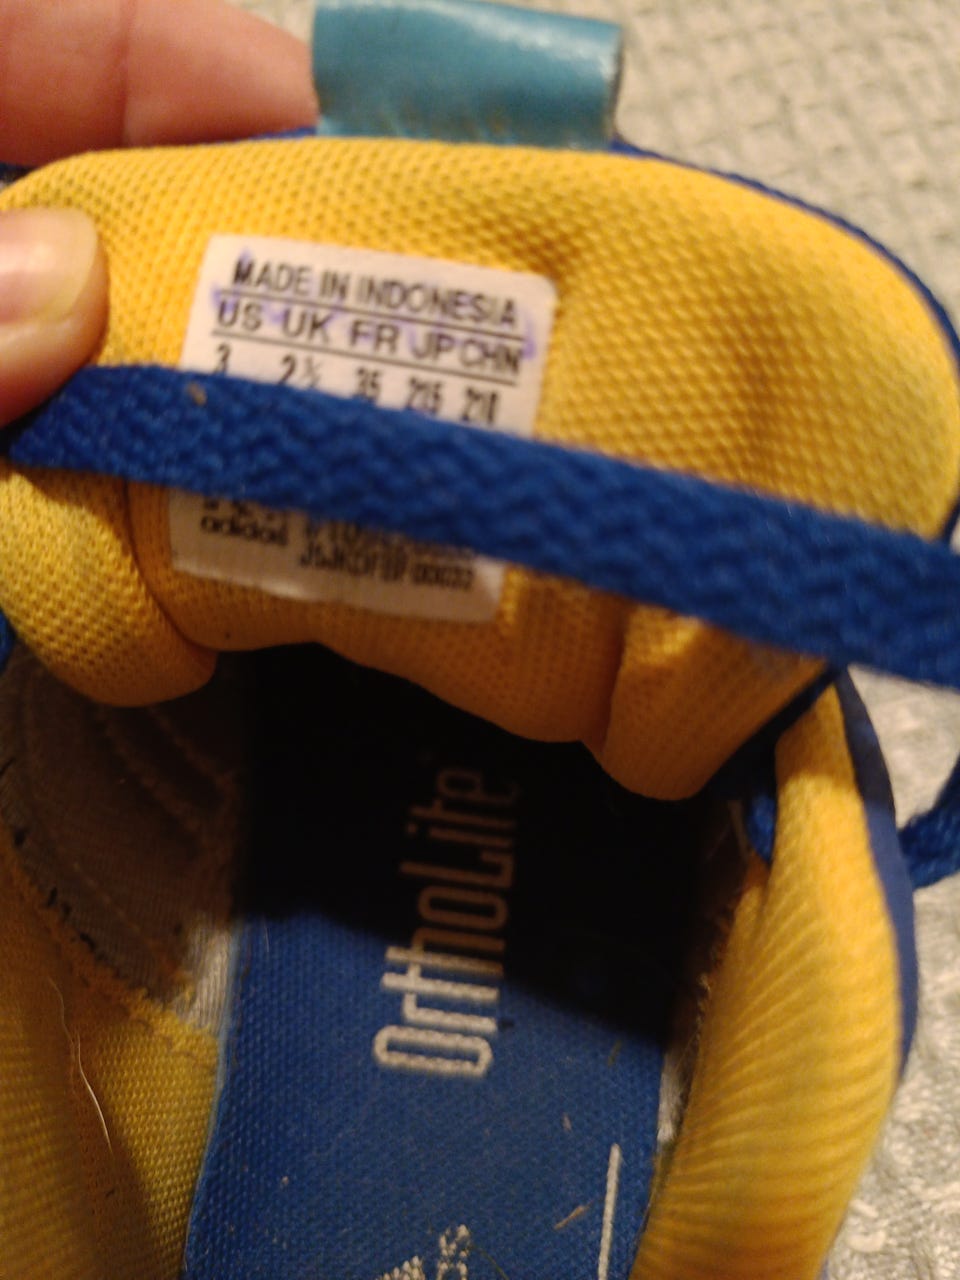 MADE IN INDONESIA
US UK FR JP CHN
3 2½ 35 215 210
adidas
OrthoLite